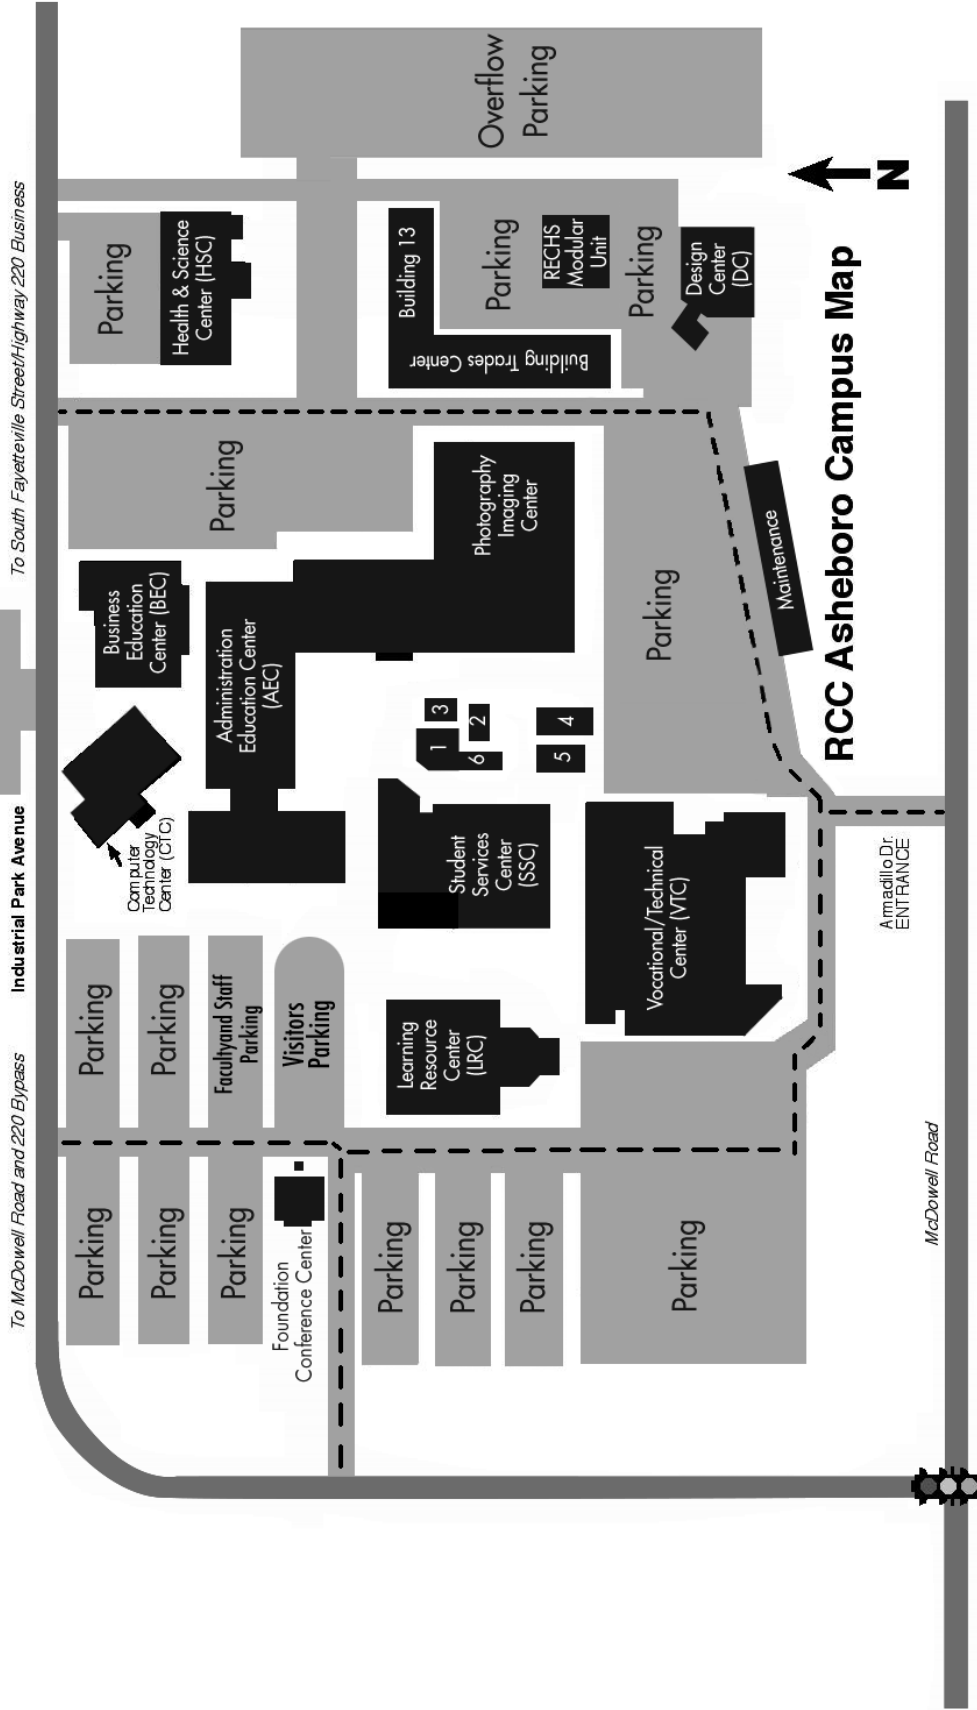 To McDowell Road and 220 Bypass
Industrial Park Avenue
To South Fayetteville Street/Highway 220 Business
Parking
Parking
Computer
Technology
Center (CTC)
Business
Education
Center (BEC)
Parking
Health & Science
Center (HSC)
Parking
Parking
Parking
Faculty and Staff
Parking
Administration
Education Center
(AEC)
Parking
Foundation
Conference Center
Visitors
Parking
Parking
Learning
Resource
Center
(LRC)
Student
Services
Center
(SSC)
1
3
6
2
5
4
Photography
Imaging
Center
Building Trades Center
Building 13
Overflow
Parking
Parking
Parking
RECHS
Modular
Unit
Parking
Vocational/Technical
Center (VTC)
Parking
Parking
Parking
Design
Center
(DC)
Maintenance
RCC Asheboro Campus Map
N
Armadillo Dr.
ENTRANCE
McDowell Road